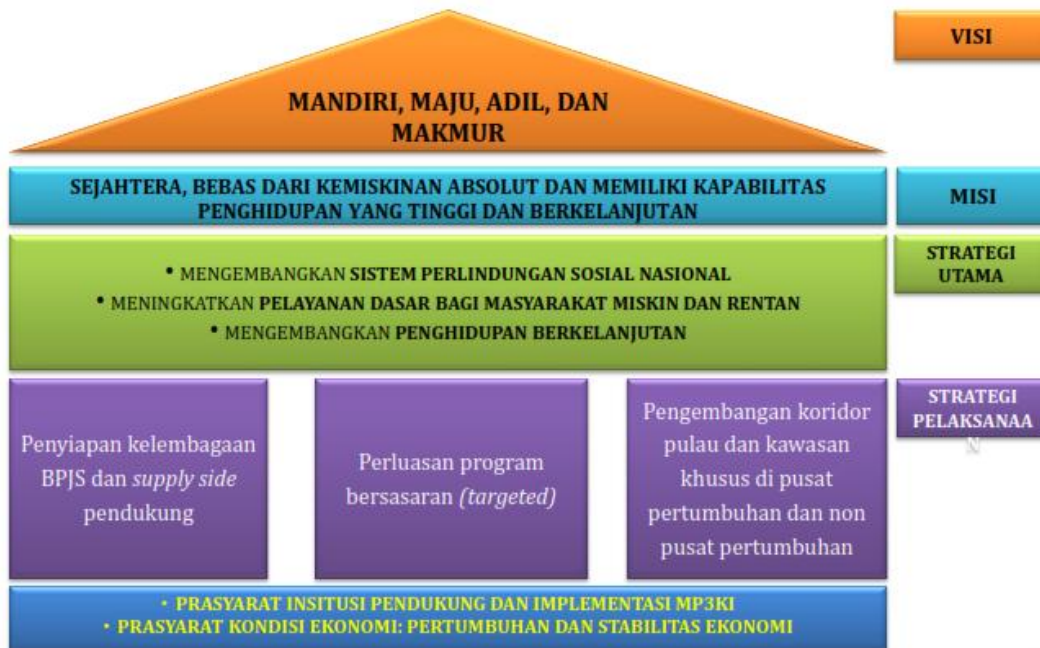 VISI
MANDIRI, MAJU, ADIL, DAN
MAKMUR
SEJAHTERA, BEBAS DARI KEMISKINAN ABSOLUT DAN MEMILIKI KAPABILITAS
PENGHIDUPAN YANG TINGGI DAN BERKELANJUTAN
MISI
• MENGEMBANGKAN SISTEM PERLINDUNGAN SOSIAL NASIONAL
• MENINGKATKAN PELAYANAN DASAR BAGI MASYARAKAT MISKIN DAN RENTAN
• MENGEMBANGKAN PENGHIDUPAN BERKELANJUTAN
STRATEGI
UTAMA
Penyiapan kelembagaan
BPJS dan supply side
pendukung
Perluasan program
bersasaran (targeted)
Pengembangan koridor
pulau dan kawasan
khusus di pusat
pertumbuhan dan non
pusat pertumbuhan
STRATEGI
PELAKSANAA
N
• PRASYARAT INSITUSI PENDUKUNG DAN IMPLEMENTASI MP3KI
• PRASYARAT KONDISI EKONOMI: PERTUMBUHAN DAN STABILITAS EKONOMI